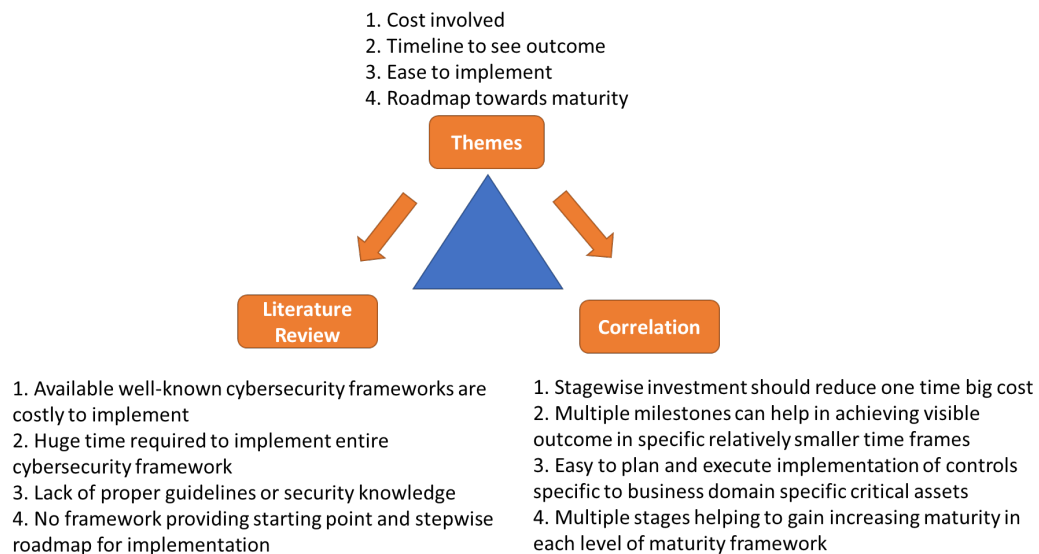 1. Cost involved
2. Timeline to see outcome
3. Ease to implement
4. Roadmap towards maturity
Themes
Literature
Review
Correlation
1. Available well-known cybersecurity frameworks are
costly to implement
2. Huge time required to implement entire
cybersecurity framework
3. Lack of proper guidelines or security knowledge
4. No framework providing starting point and stepwise
roadmap for implementation
1. Stagewise investment should reduce one time big cost
2. Multiple milestones can help in achieving visible
outcome in specific relatively smaller time frames
3. Easy to plan and execute implementation of controls
specific to business domain specific critical assets
4. Multiple stages helping to gain increasing maturity in
each level of maturity framework